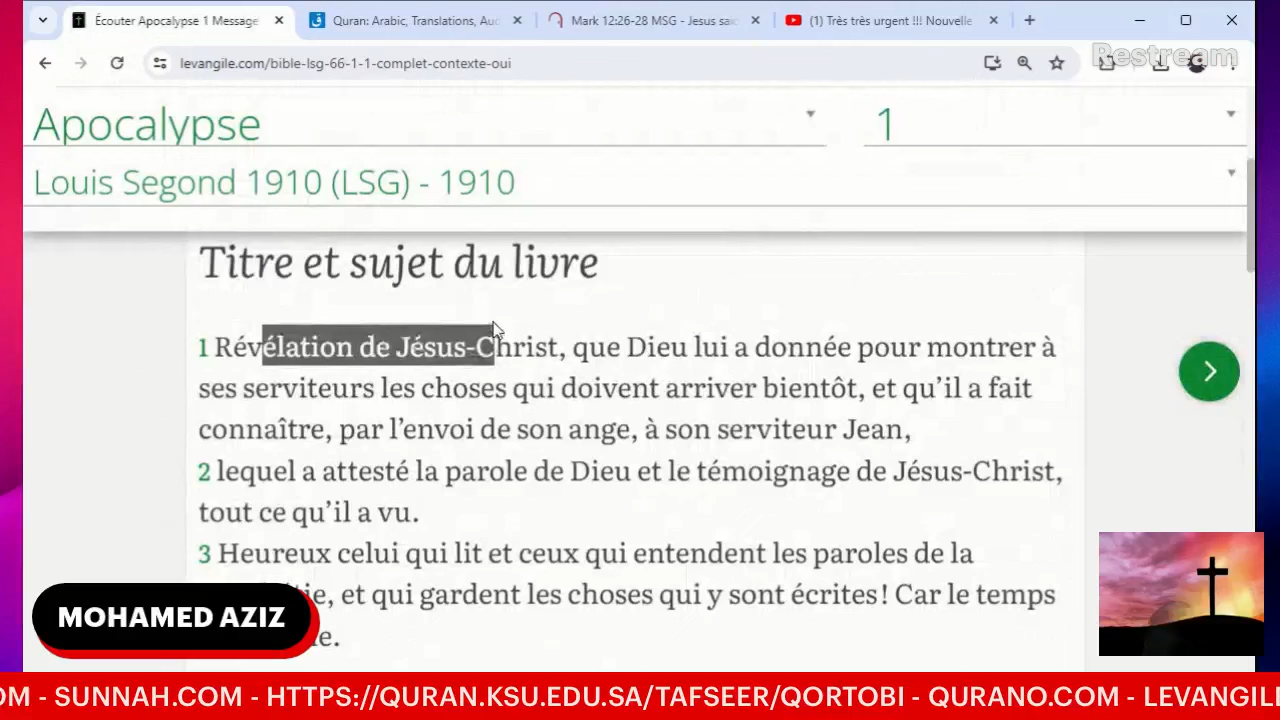 Écouter Apocalypse 1 Message
Quran: Arabic, Translations, Au
Mark 12:26-28 MSG - Jesus sai
(1) Très très urgent !!! Nouvelle
levangile.com/bible-lsg-66-1-1-complet-contexte-oui
Restream
Apocalypse
1
Louis Segond 1910 (LSG) - 1910
Titre et sujet du livre
1 Révélation de Jésus-Christ, que Dieu lui a donnée pour montrer à
ses serviteurs les choses qui doivent arriver bientôt, et qu’il a fait
connaître, par l’envoi de son ange, à son serviteur Jean,
2 lequel a attesté la parole de Dieu et le témoignage de Jésus-Christ,
tout ce qu’il a vu.
3 Heureux celui qui lit et ceux qui entendent les paroles de la
et qui gardent les choses qui y sont écrites! Car le temps
MOHAMED AZIZ
OM - SUNNAH.COM - HTTPS://QURAN.KSU.EDU.SA/TAFSEER/QORTOBI - QURANO.COM - LEVANGILE